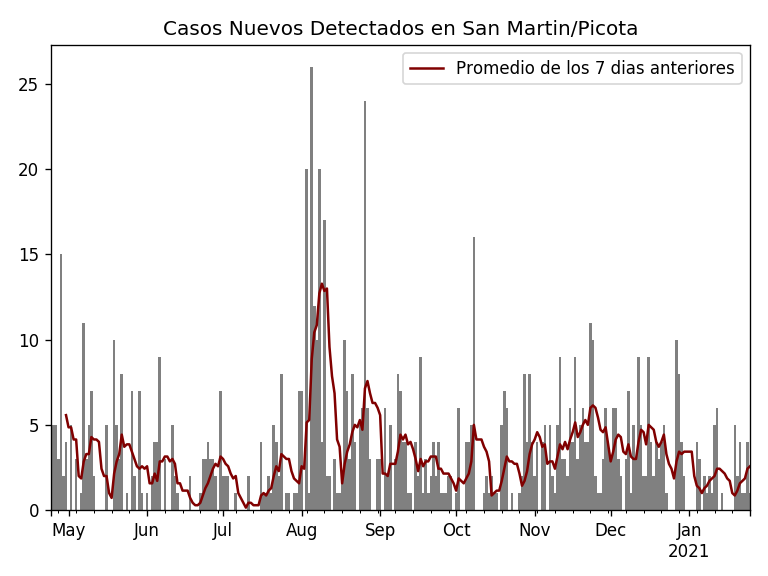 Casos Nuevos Detectados en San Martin/Picota
Promedio de los 7 dias anteriores
25
20
15
10
5
0
May Jun Jul Aug Sep Oct Nov Dec Jan
2021